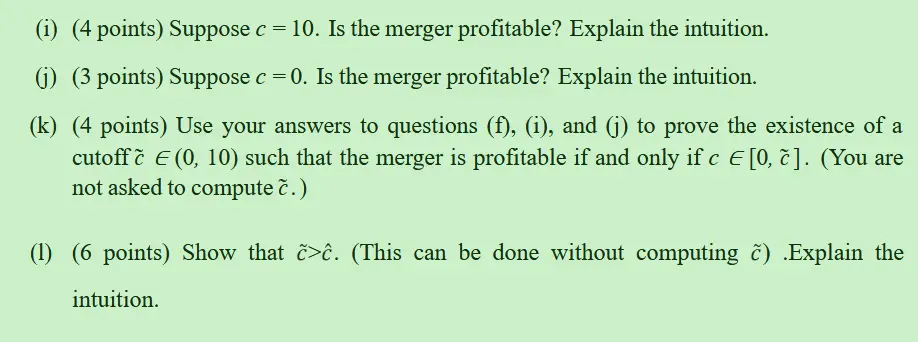 (i) (4 points) Suppose c = 10. Is the merger profitable? Explain the intuition.
(j) (3 points) Suppose c = 0. Is the merger profitable? Explain the intuition.
(k) (4 points) Use your answers to questions (f), (i), and (j) to prove the existence of a
cutoff c̃ ∈ (0, 10) such that the merger is profitable if and only if c ∈ [0, c̃]. (You are
not asked to compute c̃.)
(l) (6 points) Show that c̃>ĉ. (This can be done without computing c̃) .Explain the
intuition.